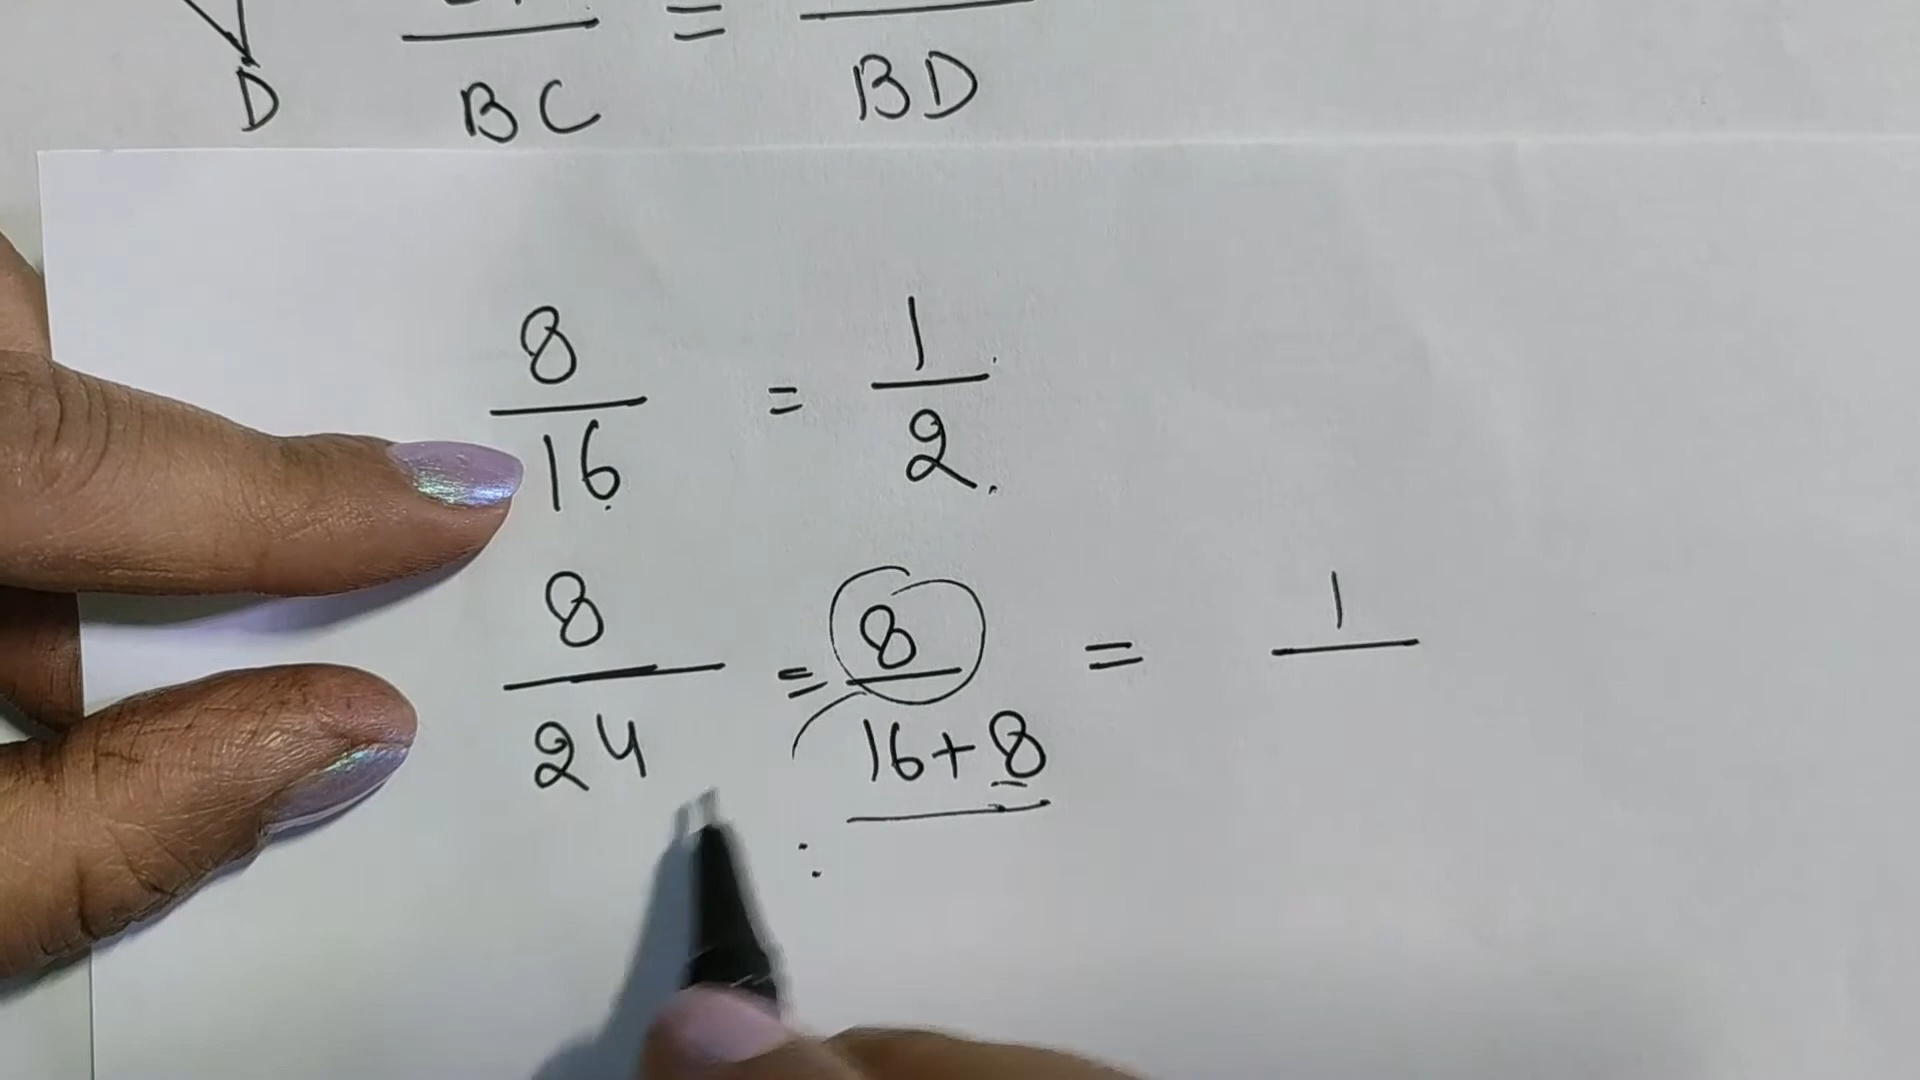 =
D BC BD
8/16 = 1/2.
8/24 = 8/16+8 = 1/
: